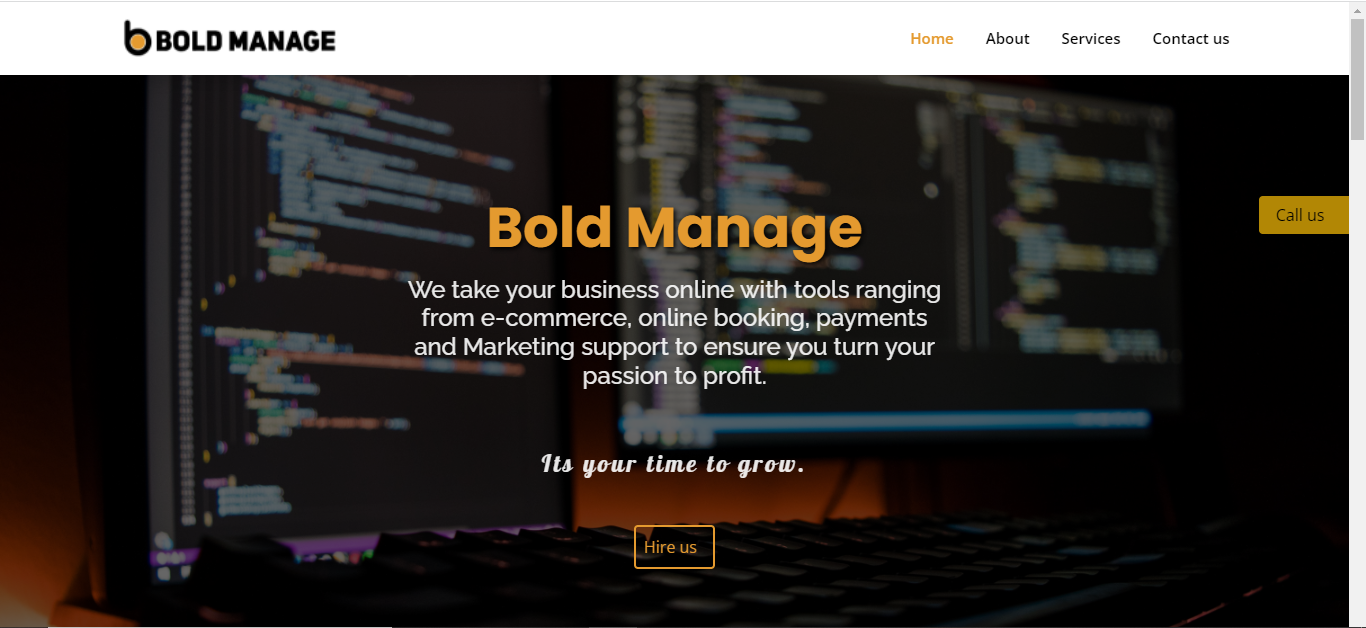 BOLD MANAGE
Home About Services Contact us
Call us
Bold Manage
We take your business online with tools ranging
from e-commerce, online booking, payments
and Marketing support to ensure you turn your
passion to profit.
Its your time to grow.
Hire us